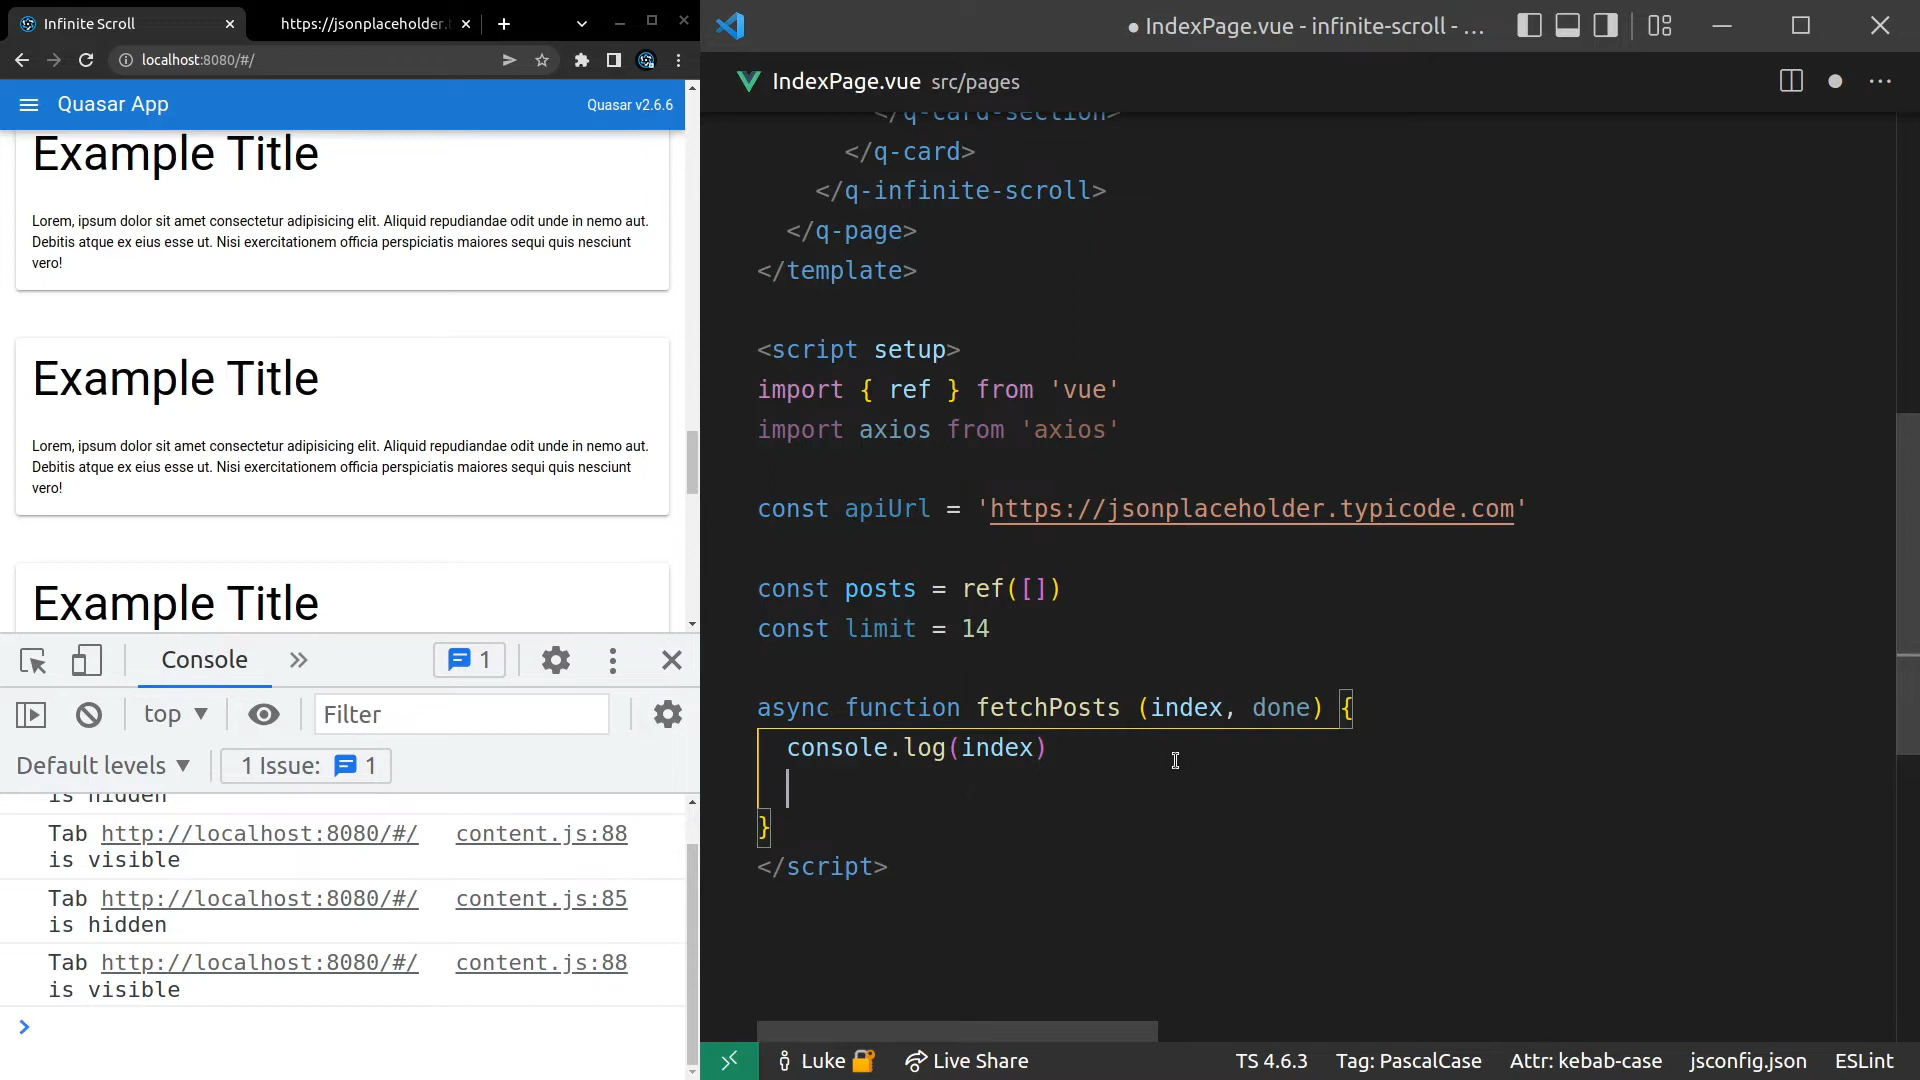 Infinite Scroll
https://jsonplaceholder.t
localhost:8080/#/
Quasar App
Quasar v2.6.6
Example Title
Lorem, ipsum dolor sit amet consectetur adipisicing elit. Aliquid repudiandae odit unde in nemo aut.
Debitis atque ex eius esse ut. Nisi exercitationem officia perspiciatis maiores sequi quis nesciunt
vero!
Example Title
Lorem, ipsum dolor sit amet consectetur adipisicing elit. Aliquid repudiandae odit unde in nemo aut.
Debitis atque ex eius esse ut. Nisi exercitationem officia perspiciatis maiores sequi quis nesciunt
vero!
Example Title
Console
1
top
Filter
Default levels
1 Issue: 1
is hidden
Tab http://localhost:8080/#/ content.js:88
is visible
Tab http://localhost:8080/#/ content.js:85
is hidden
Tab http://localhost:8080/#/ content.js:88
is visible
● IndexPage.vue - infinite-scroll - ...
IndexPage.vue src/pages
</q-card-section>
</q-card>
</q-infinite-scroll>
</q-page>
</template>
<script setup>
import { ref } from 'vue'
import axios from 'axios'
const apiUrl = 'https://jsonplaceholder.typicode.com'
const posts = ref([])
const limit = 14
async function fetchPosts (index, done) {
console.log(index)
}
</script>
Luke
Live Share
TS 4.6.3
Tag: PascalCase
Attr: kebab-case
jsconfig.json
ESLint